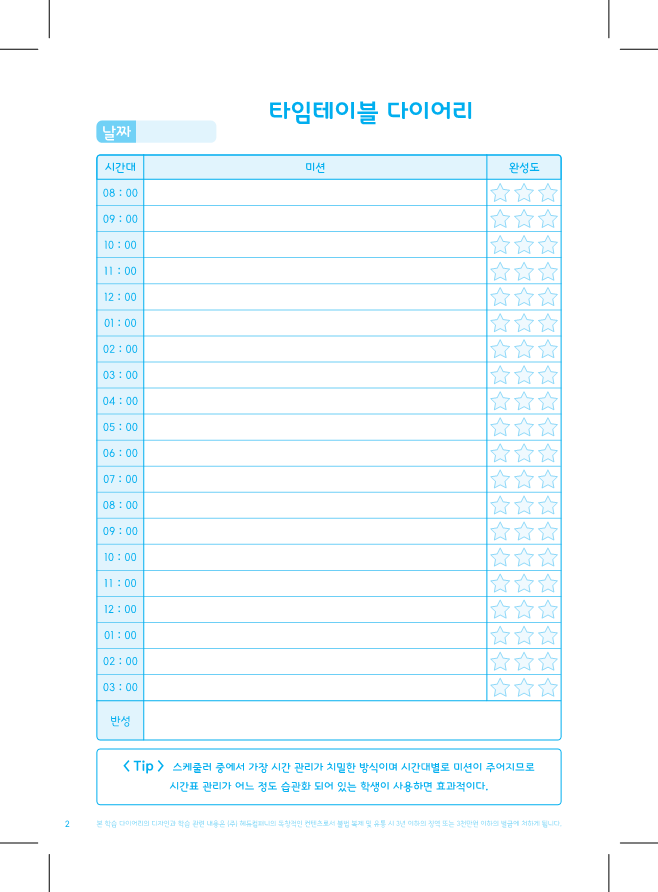 타임테이블 다이어리
날짜
시간대 미션 완성도
08 : 00
09 : 00
10 : 00
11 : 00
12 : 00
01 : 00
02 : 00
03 : 00
04 : 00
05 : 00
06 : 00
07 : 00
08 : 00
09 : 00
10 : 00
11 : 00
12 : 00
01 : 00
02 : 00
03 : 00
반성
〈 Tip 〉 스케줄러 중에서 가장 시간 관리가 치밀한 방식이며 시간대별로 미션이 주어지므로
시간표 관리가 어느 정도 습관화 되어 있는 학생이 사용하면 효과적이다.
2 본 학습 다이어리의 디자인과 학습 관련 내용은 (주) 에듀컴퍼니의 독창적인 컨텐츠로서 불법 복제 및 유통 시 3년 이하의 징역 또는 3천만원 이하의 벌금에 처하게 됩니다.